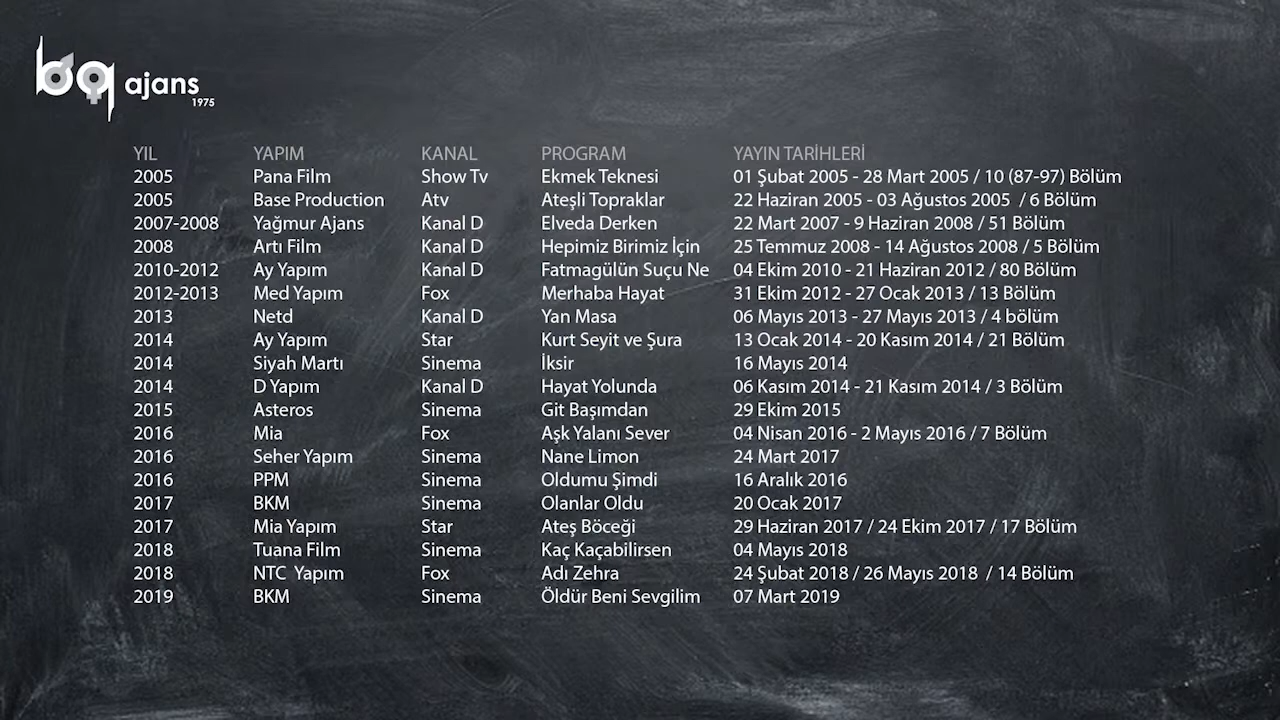 bq ajans
1975
YIL YAPIM KANAL PROGRAM YAYIN TARİHLERİ
2005 Pana Film Show Tv Ekmek Teknesi 01 Şubat 2005 - 28 Mart 2005 / 10 (87-97) Bölüm
2005 Base Production Atv Ateşli Topraklar 22 Haziran 2005 - 03 Ağustos 2005 / 6 Bölüm
2007-2008 Yağmur Ajans Kanal D Elveda Derken 22 Mart 2007 - 9 Haziran 2008 / 51 Bölüm
2008 Artı Film Kanal D Hepimiz Birimiz İçin 25 Temmuz 2008 - 14 Ağustos 2008 / 5 Bölüm
2010-2012 Ay Yapım Kanal D Fatmagülün Suçu Ne 04 Ekim 2010 - 21 Haziran 2012 / 80 Bölüm
2012-2013 Med Yapım Fox Merhaba Hayat 31 Ekim 2012 - 27 Ocak 2013 / 13 Bölüm
2013 Netd Kanal D Yan Masa 06 Mayıs 2013 - 27 Mayıs 2013 / 4 bölüm
2014 Ay Yapım Star Kurt Seyit ve Şura 13 Ocak 2014 - 20 Kasım 2014 / 21 Bölüm
2014 Siyah Martı Sinema İksir 16 Mayıs 2014
2014 D Yapım Kanal D Hayat Yolunda 06 Kasım 2014 - 21 Kasım 2014 / 3 Bölüm
2015 Asteros Sinema Git Başımdan 29 Ekim 2015
2016 Mia Fox Aşk Yalanı Sever 04 Nisan 2016 - 2 Mayıs 2016 / 7 Bölüm
2016 Seher Yapım Sinema Nane Limon 24 Mart 2017
2016 PPM Sinema Oldumu Şimdi 16 Aralık 2016
2017 BKM Sinema Olanlar Oldu 20 Ocak 2017
2017 Mia Yapım Star Ateş Böceği 29 Haziran 2017 / 24 Ekim 2017 / 17 Bölüm
2018 Tuana Film Sinema Kaç Kaçabilirsen 04 Mayıs 2018
2018 NTC Yapım Fox Adı Zehra 24 Şubat 2018 / 26 Mayıs 2018 / 14 Bölüm
2019 BKM Sinema Öldür Beni Sevgilim 07 Mart 2019